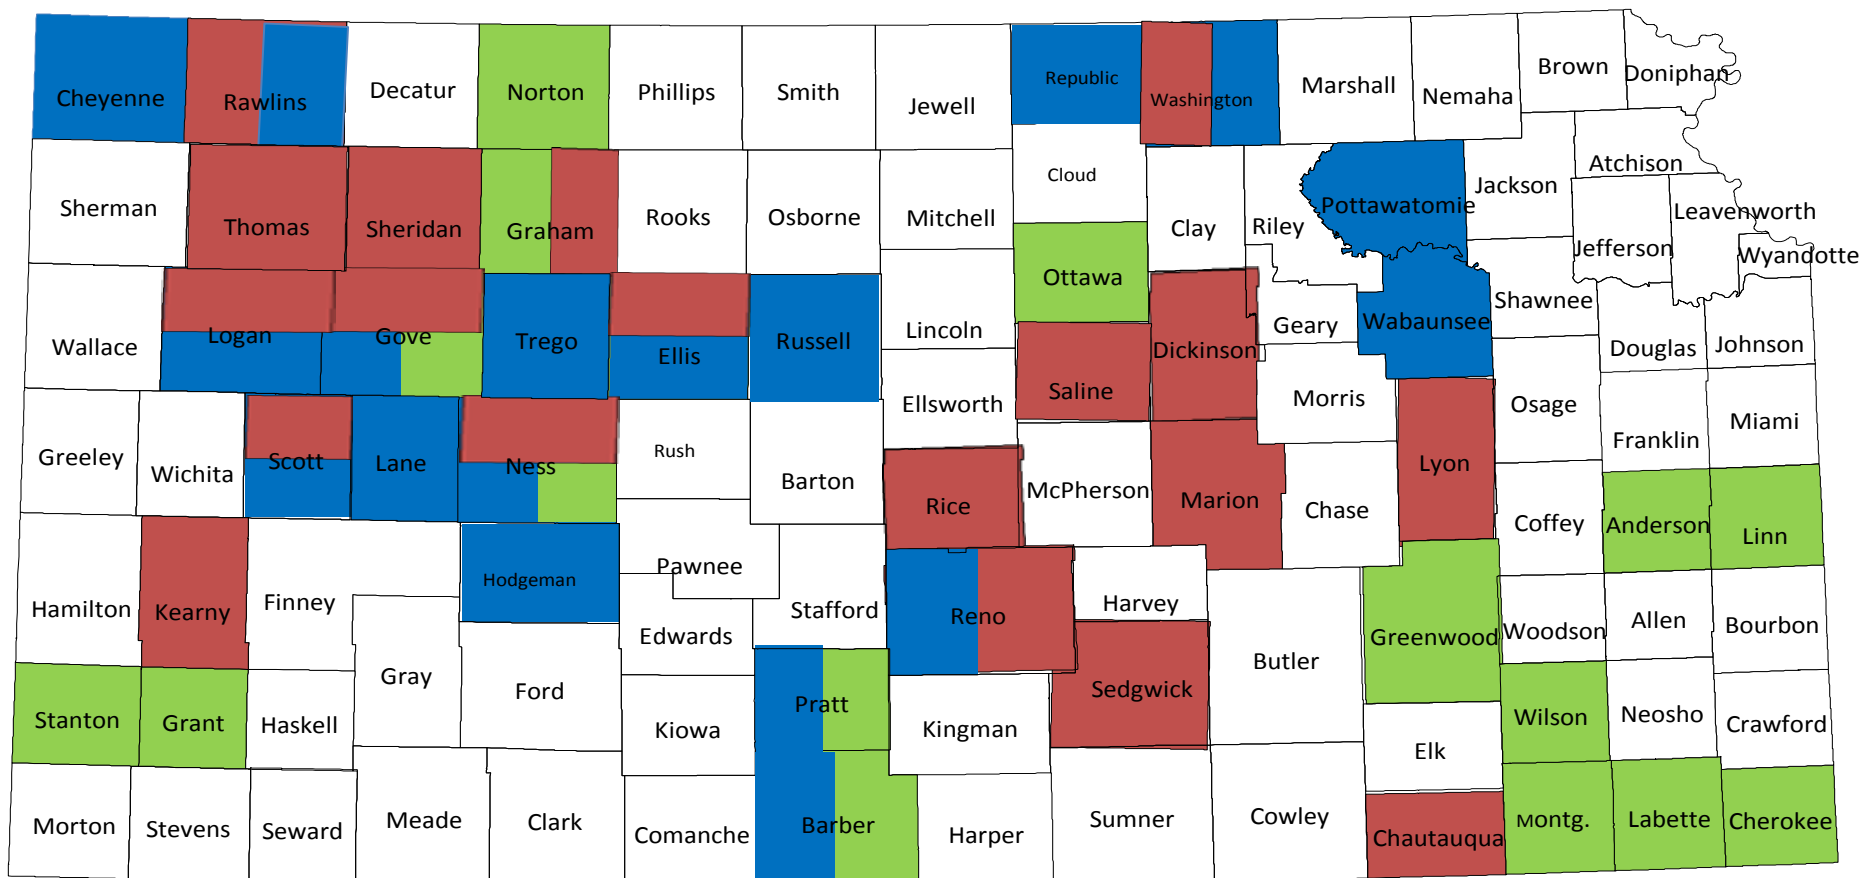 Cheyenne
Rawlins
Decatur
Norton
Phillips
Smith
Jewell
Republic
Washington
Marshall
Nemaha
Brown
Doniphan
Sherman
Thomas
Sheridan
Graham
Rooks
Osborne
Mitchell
Cloud
Clay
Riley
Pottawatomie
Jackson
Atchison
Jefferson
Leavenworth
Wyandotte
Wallace
Logan
Gove
Trego
Ellis
Russell
Lincoln
Ottawa
Saline
Dickinson
Geary
Wabaunsee
Shawnee
Douglas
Johnson
Greeley
Wichita
Scott
Lane
Ness
Rush
Barton
Ellsworth
Rice
McPherson
Marion
Morris
Chase
Lyon
Osage
Franklin
Miami
Coffey
Anderson
Linn
Hamilton
Kearny
Finney
Hodgeman
Pawnee
Edwards
Stafford
Reno
Harvey
Sedgwick
Butler
Greenwood
Woodson
Allen
Bourbon
Stanton
Grant
Haskell
Gray
Ford
Kiowa
Pratt
Kingman
Elk
Wilson
Neosho
Crawford
Morton
Stevens
Seward
Meade
Clark
Comanche
Barber
Harper
Sumner
Cowley
Chautauqua
Montg.
Labette
Cherokee